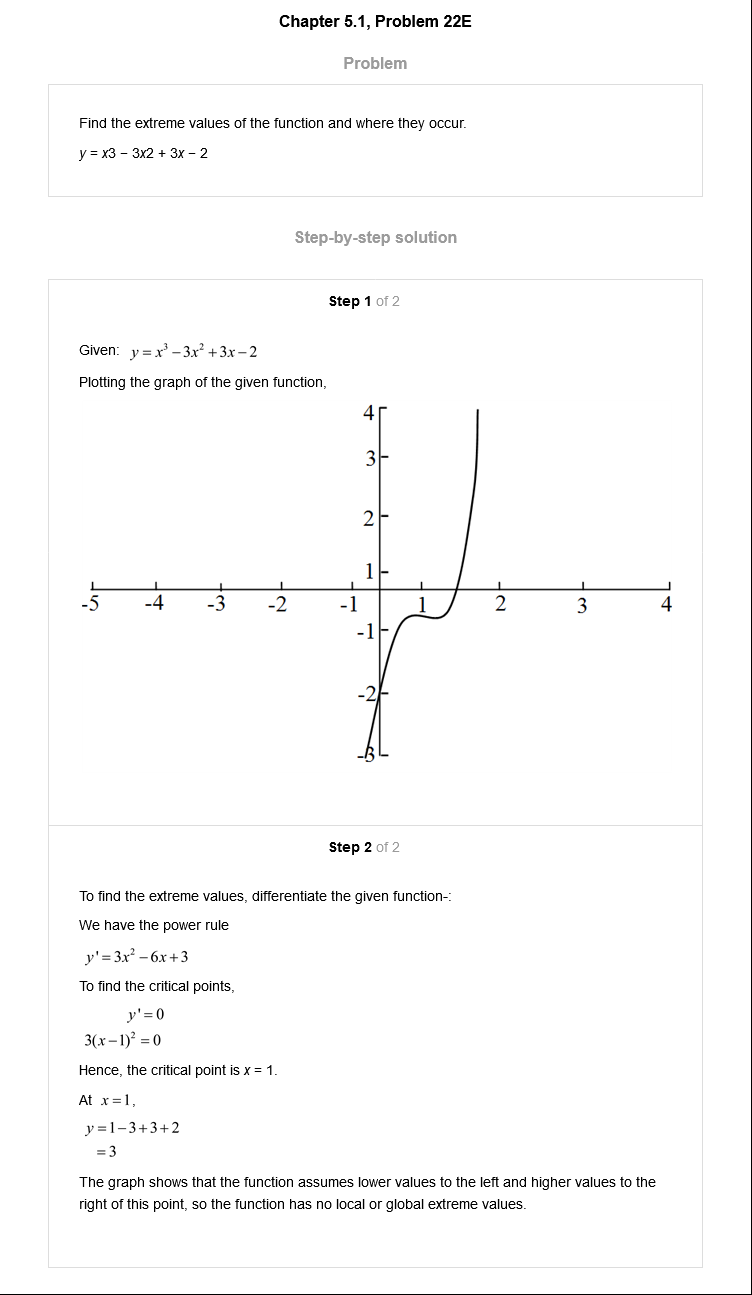 Chapter 5.1, Problem 22E
Problem
Find the extreme values of the function and where they occur.
y = x3 − 3x2 + 3x − 2
Step-by-step solution
Step 1 of 2
Given: y = x³ − 3x² + 3x − 2
Plotting the graph of the given function,
4
3
2
1
-5 -4 -3 -2 -1 1 2 3 4
-1
-2
-3
Step 2 of 2
To find the extreme values, differentiate the given function-:
We have the power rule
y' = 3x² − 6x + 3
To find the critical points,
y' = 0
3(x − 1)² = 0
Hence, the critical point is x = 1.
At x = 1,
y = 1 − 3 + 3 + 2
= 3
The graph shows that the function assumes lower values to the left and higher values to the
right of this point, so the function has no local or global extreme values.